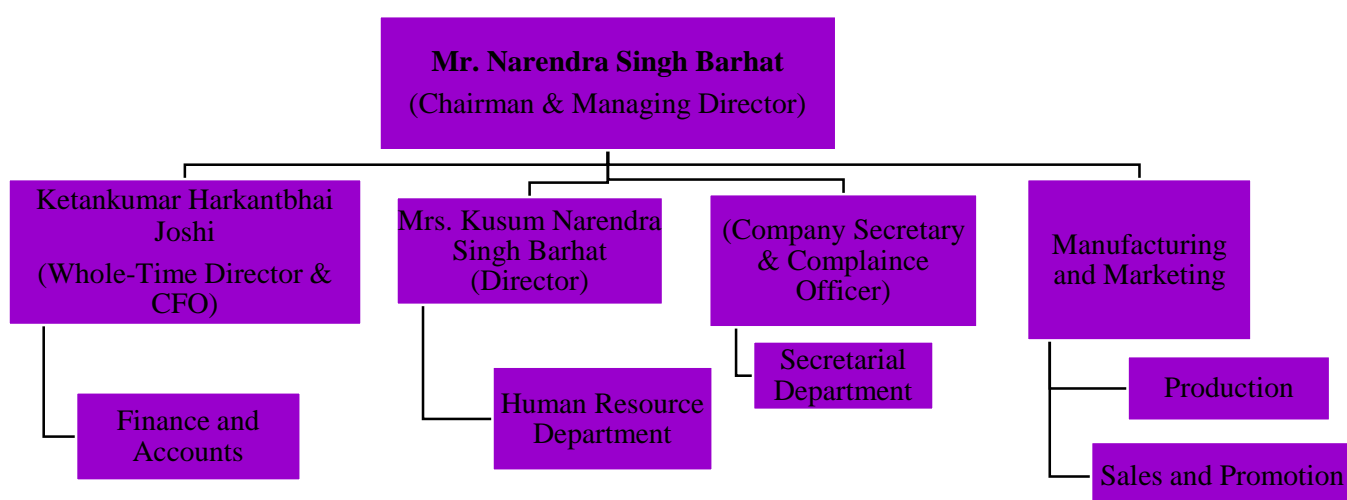 Mr. Narendra Singh Barhat
(Chairman & Managing Director)
Ketankumar Harkantbhai
Joshi
(Whole-Time Director &
CFO)
Mrs. Kusum Narendra
Singh Barhat
(Director)
(Company Secretary
& Complaince
Officer)
Manufacturing
and Marketing
Finance and
Accounts
Human Resource
Department
Secretarial
Department
Production
Sales and Promotion